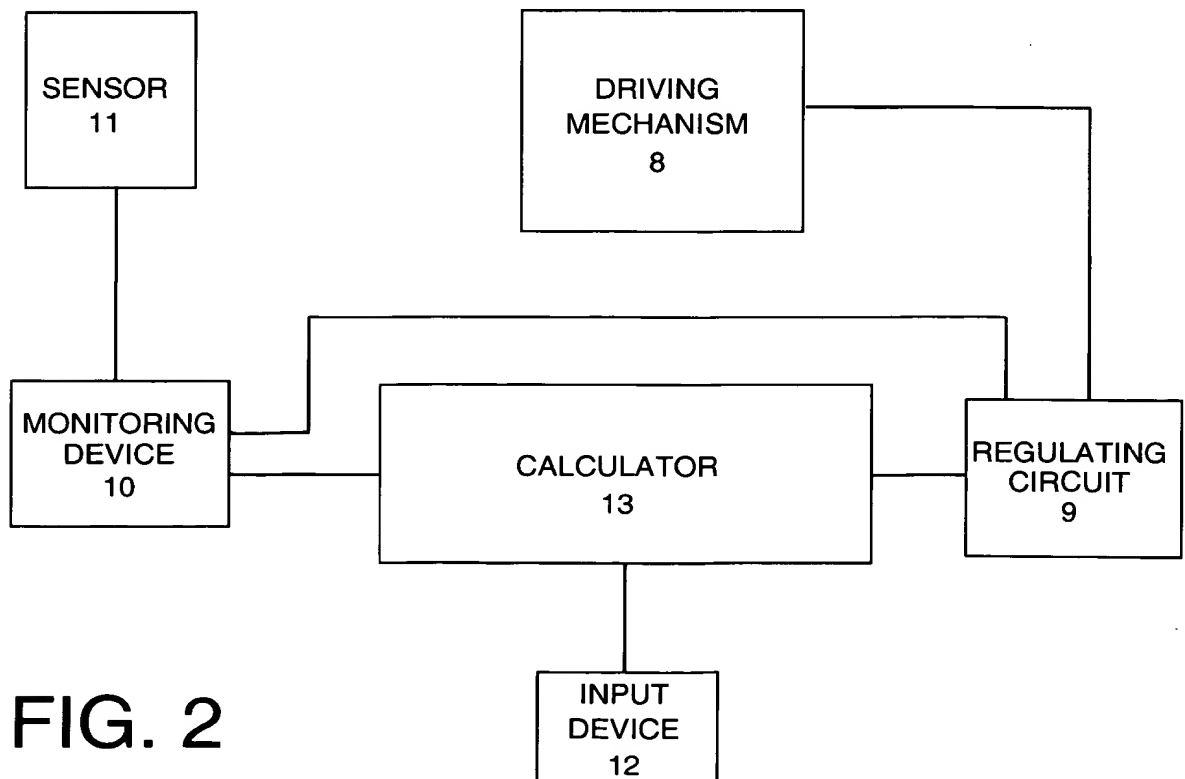 SENSOR
11
DRIVING
MECHANISM
8
MONITORING
DEVICE
10
CALCULATOR
13
REGULATING
CIRCUIT
9
INPUT
DEVICE
12
FIG. 2